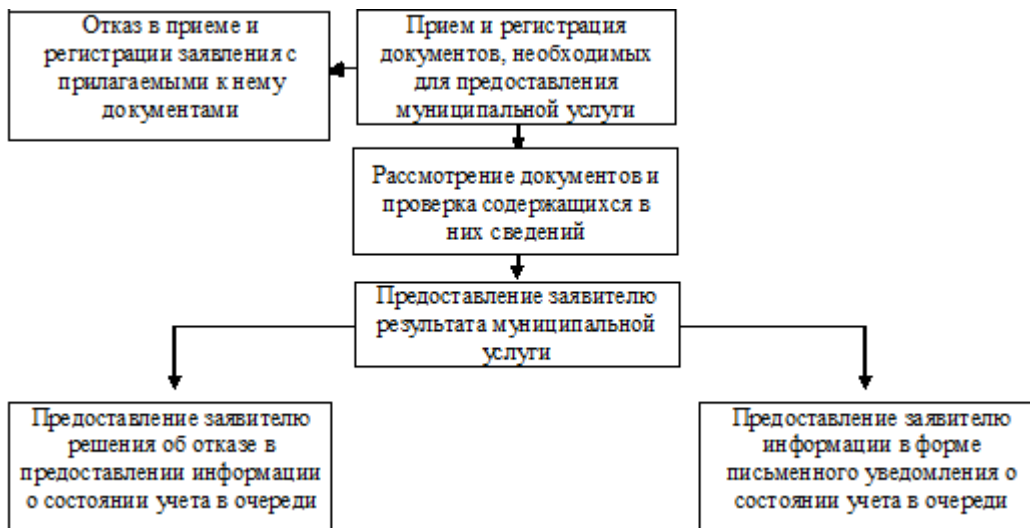 Отказ в приеме и
регистрации заявления с
прилагаемыми к нему
документами
Прием и регистрация
документов, необходимых
для предоставления
муниципальной услуги
Рассмотрение документов и
проверка содержащихся в
них сведений
Предоставление заявителю
результата муниципальной
услуги
Предоставление заявителю
решения об отказе в
предоставлении информации
о состоянии учета в очереди
Предоставление заявителю
информации в форме
письменного уведомления о
состоянии учета в очереди